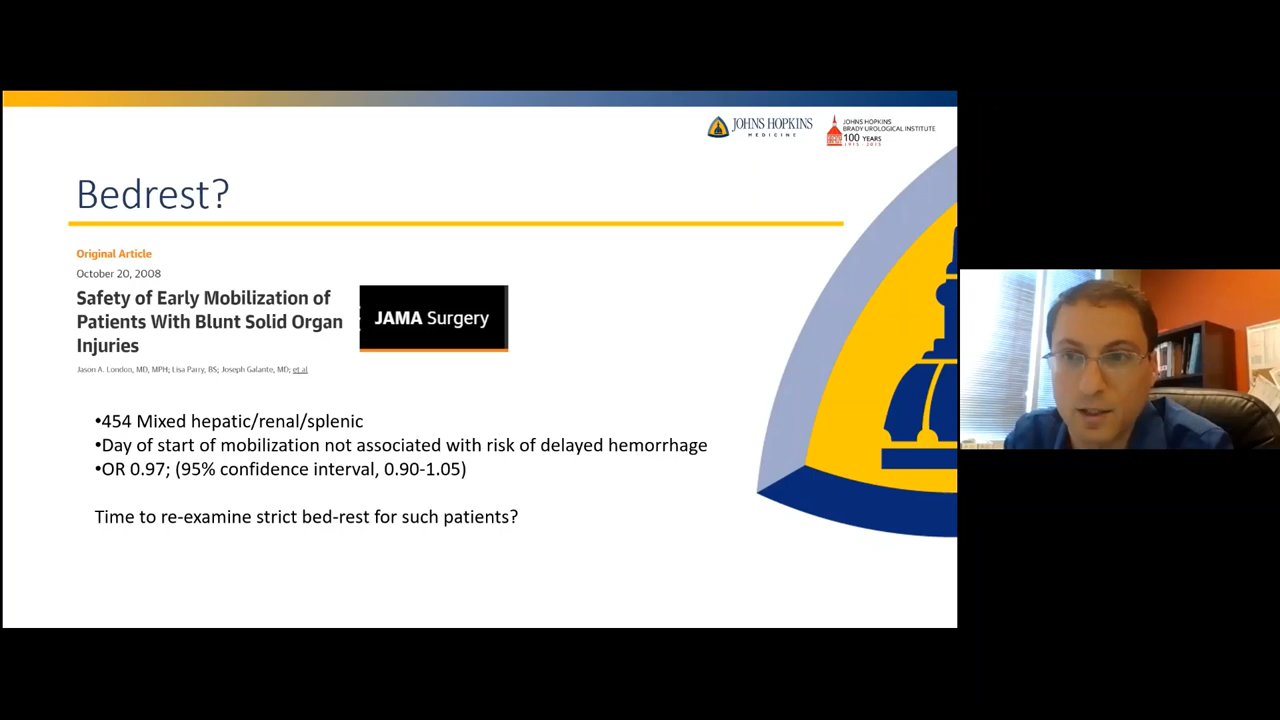 JOHNS HOPKINS
MEDICINE
JOHNS HOPKINS
BRADY UROLOGICAL INSTITUTE
100 YEARS
1915 - 2015
Bedrest?
Original Article
October 20, 2008
Safety of Early Mobilization of
Patients With Blunt Solid Organ
Injuries
JAMA Surgery
Jason A. London, MD, MPH; Lisa Parry, BS; Joseph Galante, MD; et al
•454 Mixed hepatic/renal/splenic
•Day of start of mobilization not associated with risk of delayed hemorrhage
•OR 0.97; (95% confidence interval, 0.90-1.05)
Time to re-examine strict bed-rest for such patients?